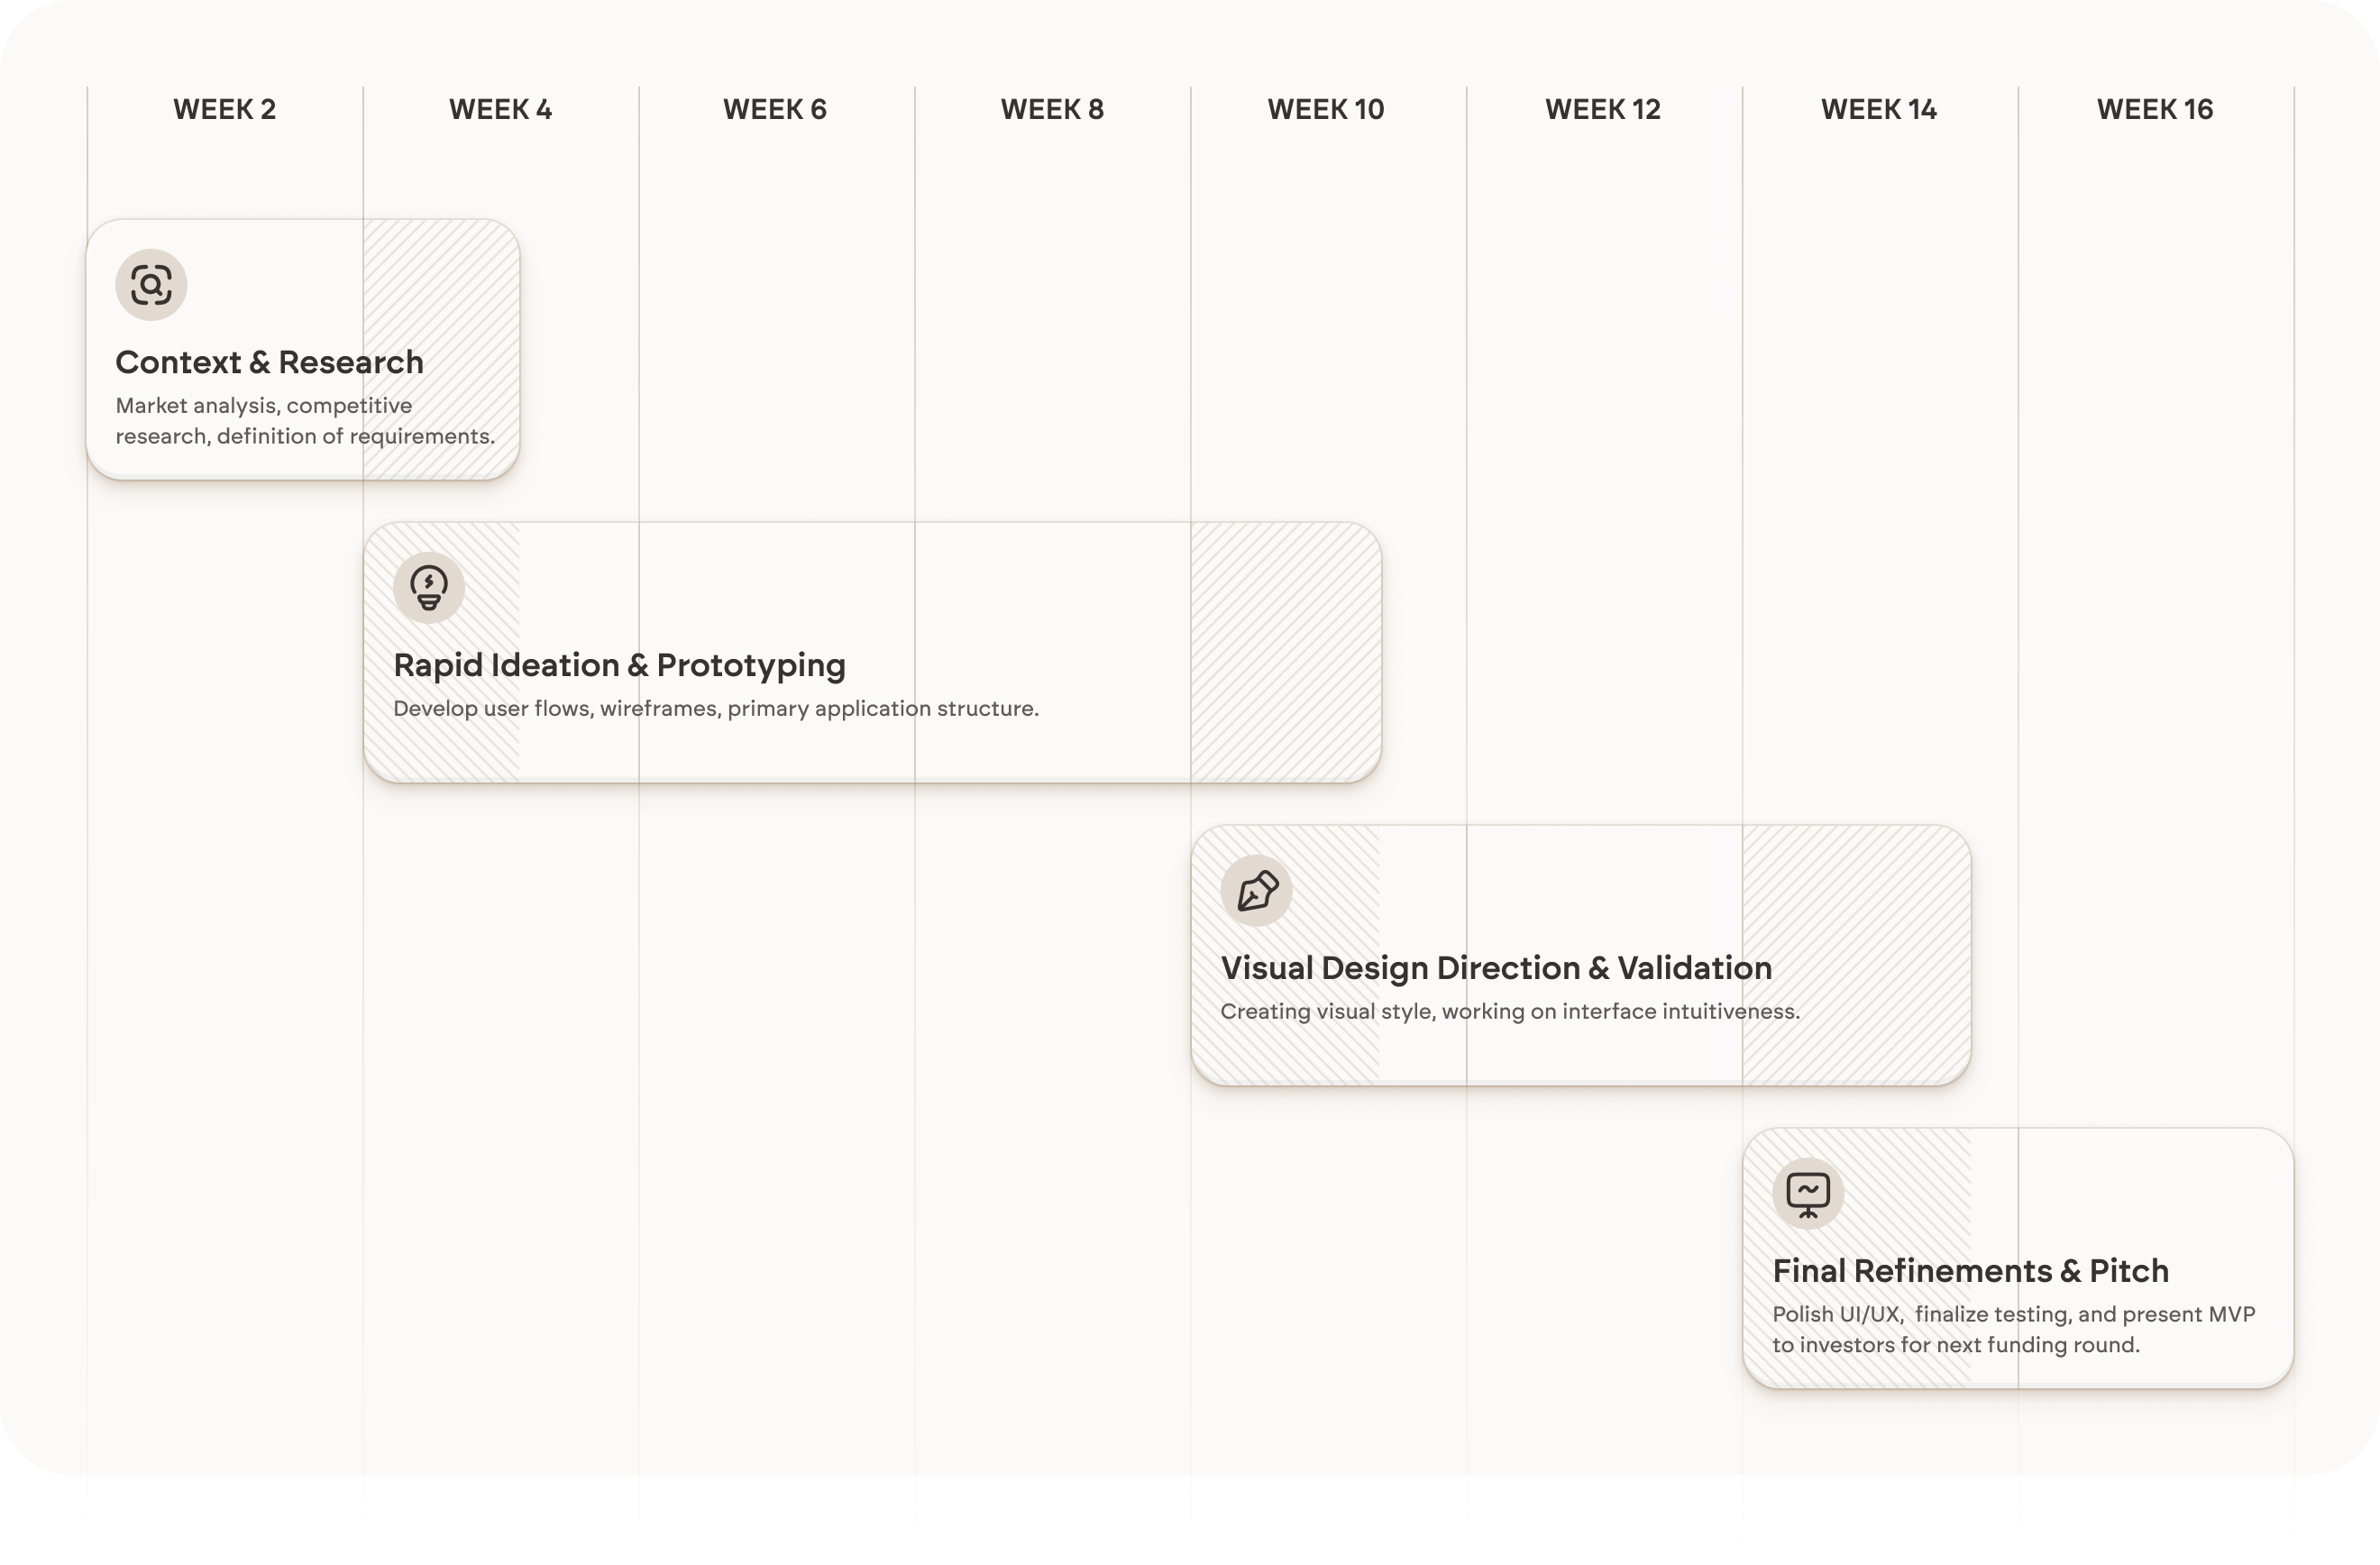 WEEK 2 WEEK 4 WEEK 6 WEEK 8 WEEK 10 WEEK 12 WEEK 14 WEEK 16
Context & Research
Market analysis, competitive
research, definition of requirements.
Rapid Ideation & Prototyping
Develop user flows, wireframes, primary application structure.
Visual Design Direction & Validation
Creating visual style, working on interface intuitiveness.
Final Refinements & Pitch
Polish UI/UX,  finalize testing, and present MVP
to investors for next funding round.